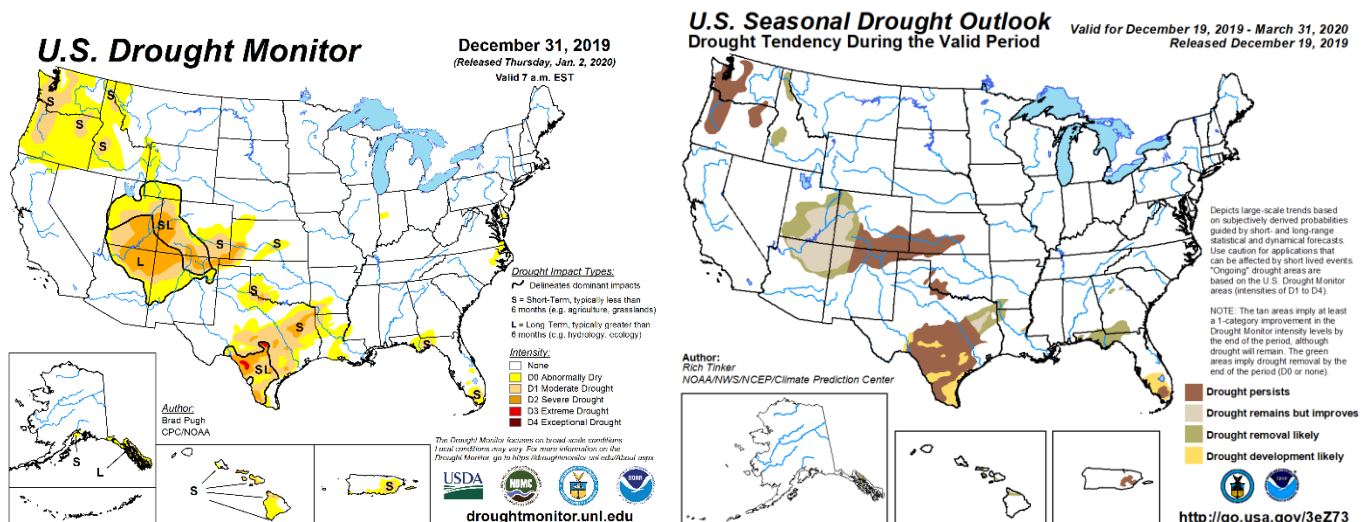 U.S. Drought Monitor
December 31, 2019
(Released Thursday, Jan. 2, 2020)
Valid 7 a.m. EST
S
S
S
S
S
SL
L
S
S
S
S
SL
S
S
Drought Impact Types:
Delineates dominant impacts
S = Short-Term, typically less than
6 months (e.g. agriculture, grasslands)
L = Long-Term, typically greater than
6 months (e.g. hydrology, ecology)
Intensity:
None
D0 Abnormally Dry
D1 Moderate Drought
D2 Severe Drought
D3 Extreme Drought
D4 Exceptional Drought
Author:
Brad Pugh
CPC/NOAA
S
L
S
S
The Drought Monitor focuses on broad-scale conditions.
Local conditions may vary. For more information on the
Drought Monitor, go to https://droughtmonitor.unl.edu/About.aspx
USDA
NDMC
NOAA
droughtmonitor.unl.edu
U.S. Seasonal Drought Outlook
Drought Tendency During the Valid Period
Valid for December 19, 2019 - March 31, 2020
Released December 19, 2019
Depicts large-scale trends based
on subjectively derived probabilities
guided by short- and long-range
statistical and dynamical forecasts.
Use caution for applications that
can be affected by short lived events.
"Ongoing" drought areas are
based on the U.S. Drought Monitor
areas (intensities of D1 to D4).
NOTE: The tan areas imply at least
a 1-category improvement in the
Drought Monitor intensity levels by
the end of the period, although
drought will remain. The green
areas imply drought removal by the
end of the period (D0 or none).
Author:
Rich Tinker
NOAA/NWS/NCEP/Climate Prediction Center
Drought persists
Drought remains but improves
Drought removal likely
Drought development likely
http://go.usa.gov/3eZ73